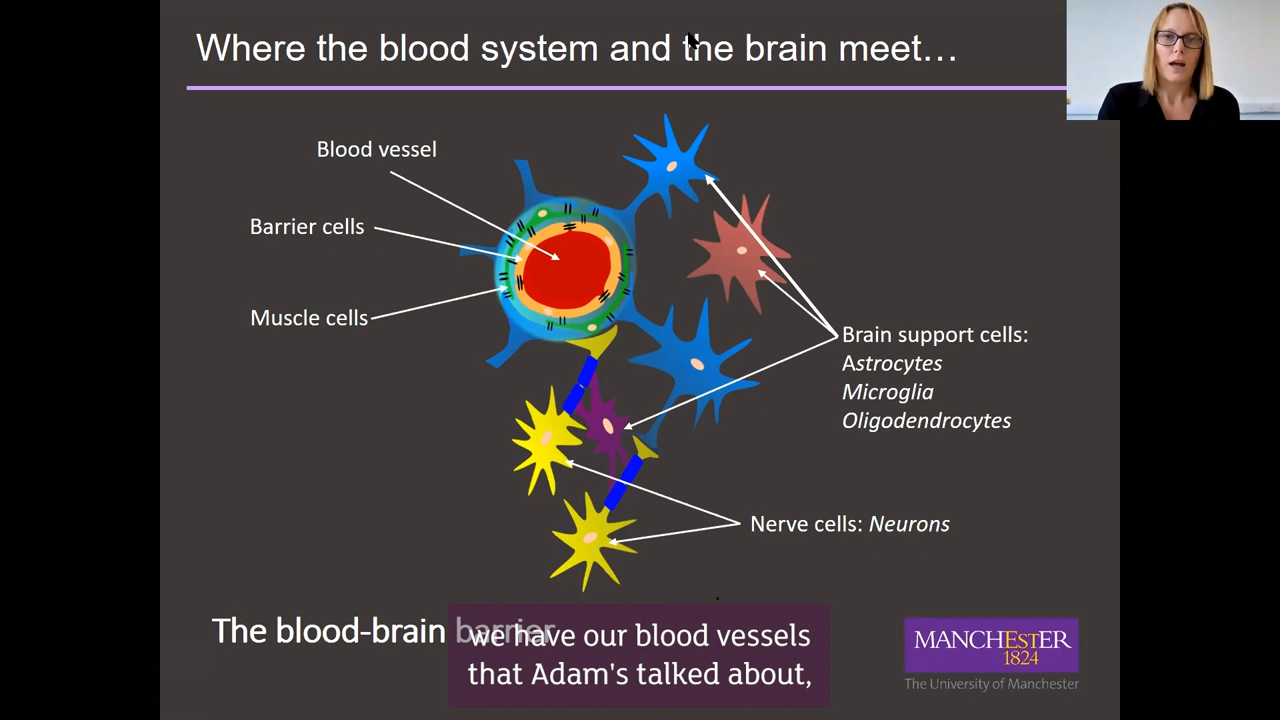 Where the blood system and the brain meet…
Blood vessel
Barrier cells
Muscle cells
Brain support cells:
Astrocytes
Microglia
Oligodendrocytes
Nerve cells: Neurons
The blood-brain barrier
we have our blood vessels
that Adam's talked about,
MANCHESTER
1824
The University of Manchester